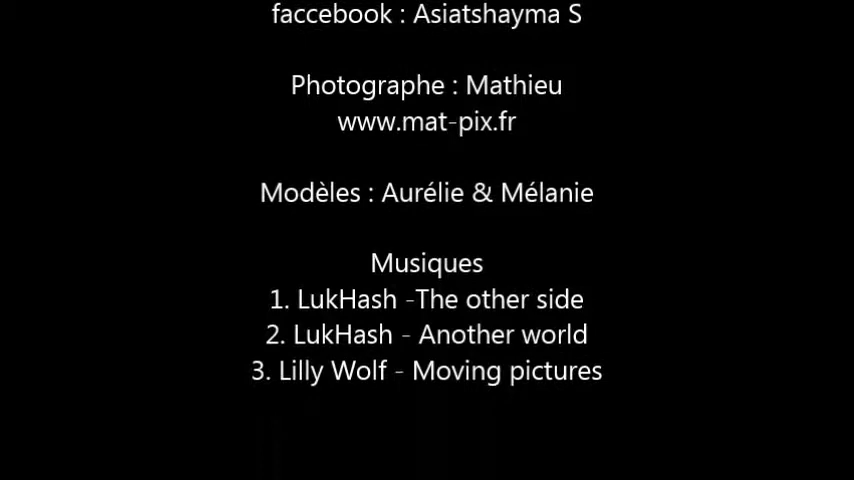 faccebook : Asiatshayma S
Photographe : Mathieu
www.mat-pix.fr
Modèles : Aurélie & Mélanie
Musiques
1. LukHash -The other side
2. LukHash - Another world
3. Lilly Wolf - Moving pictures